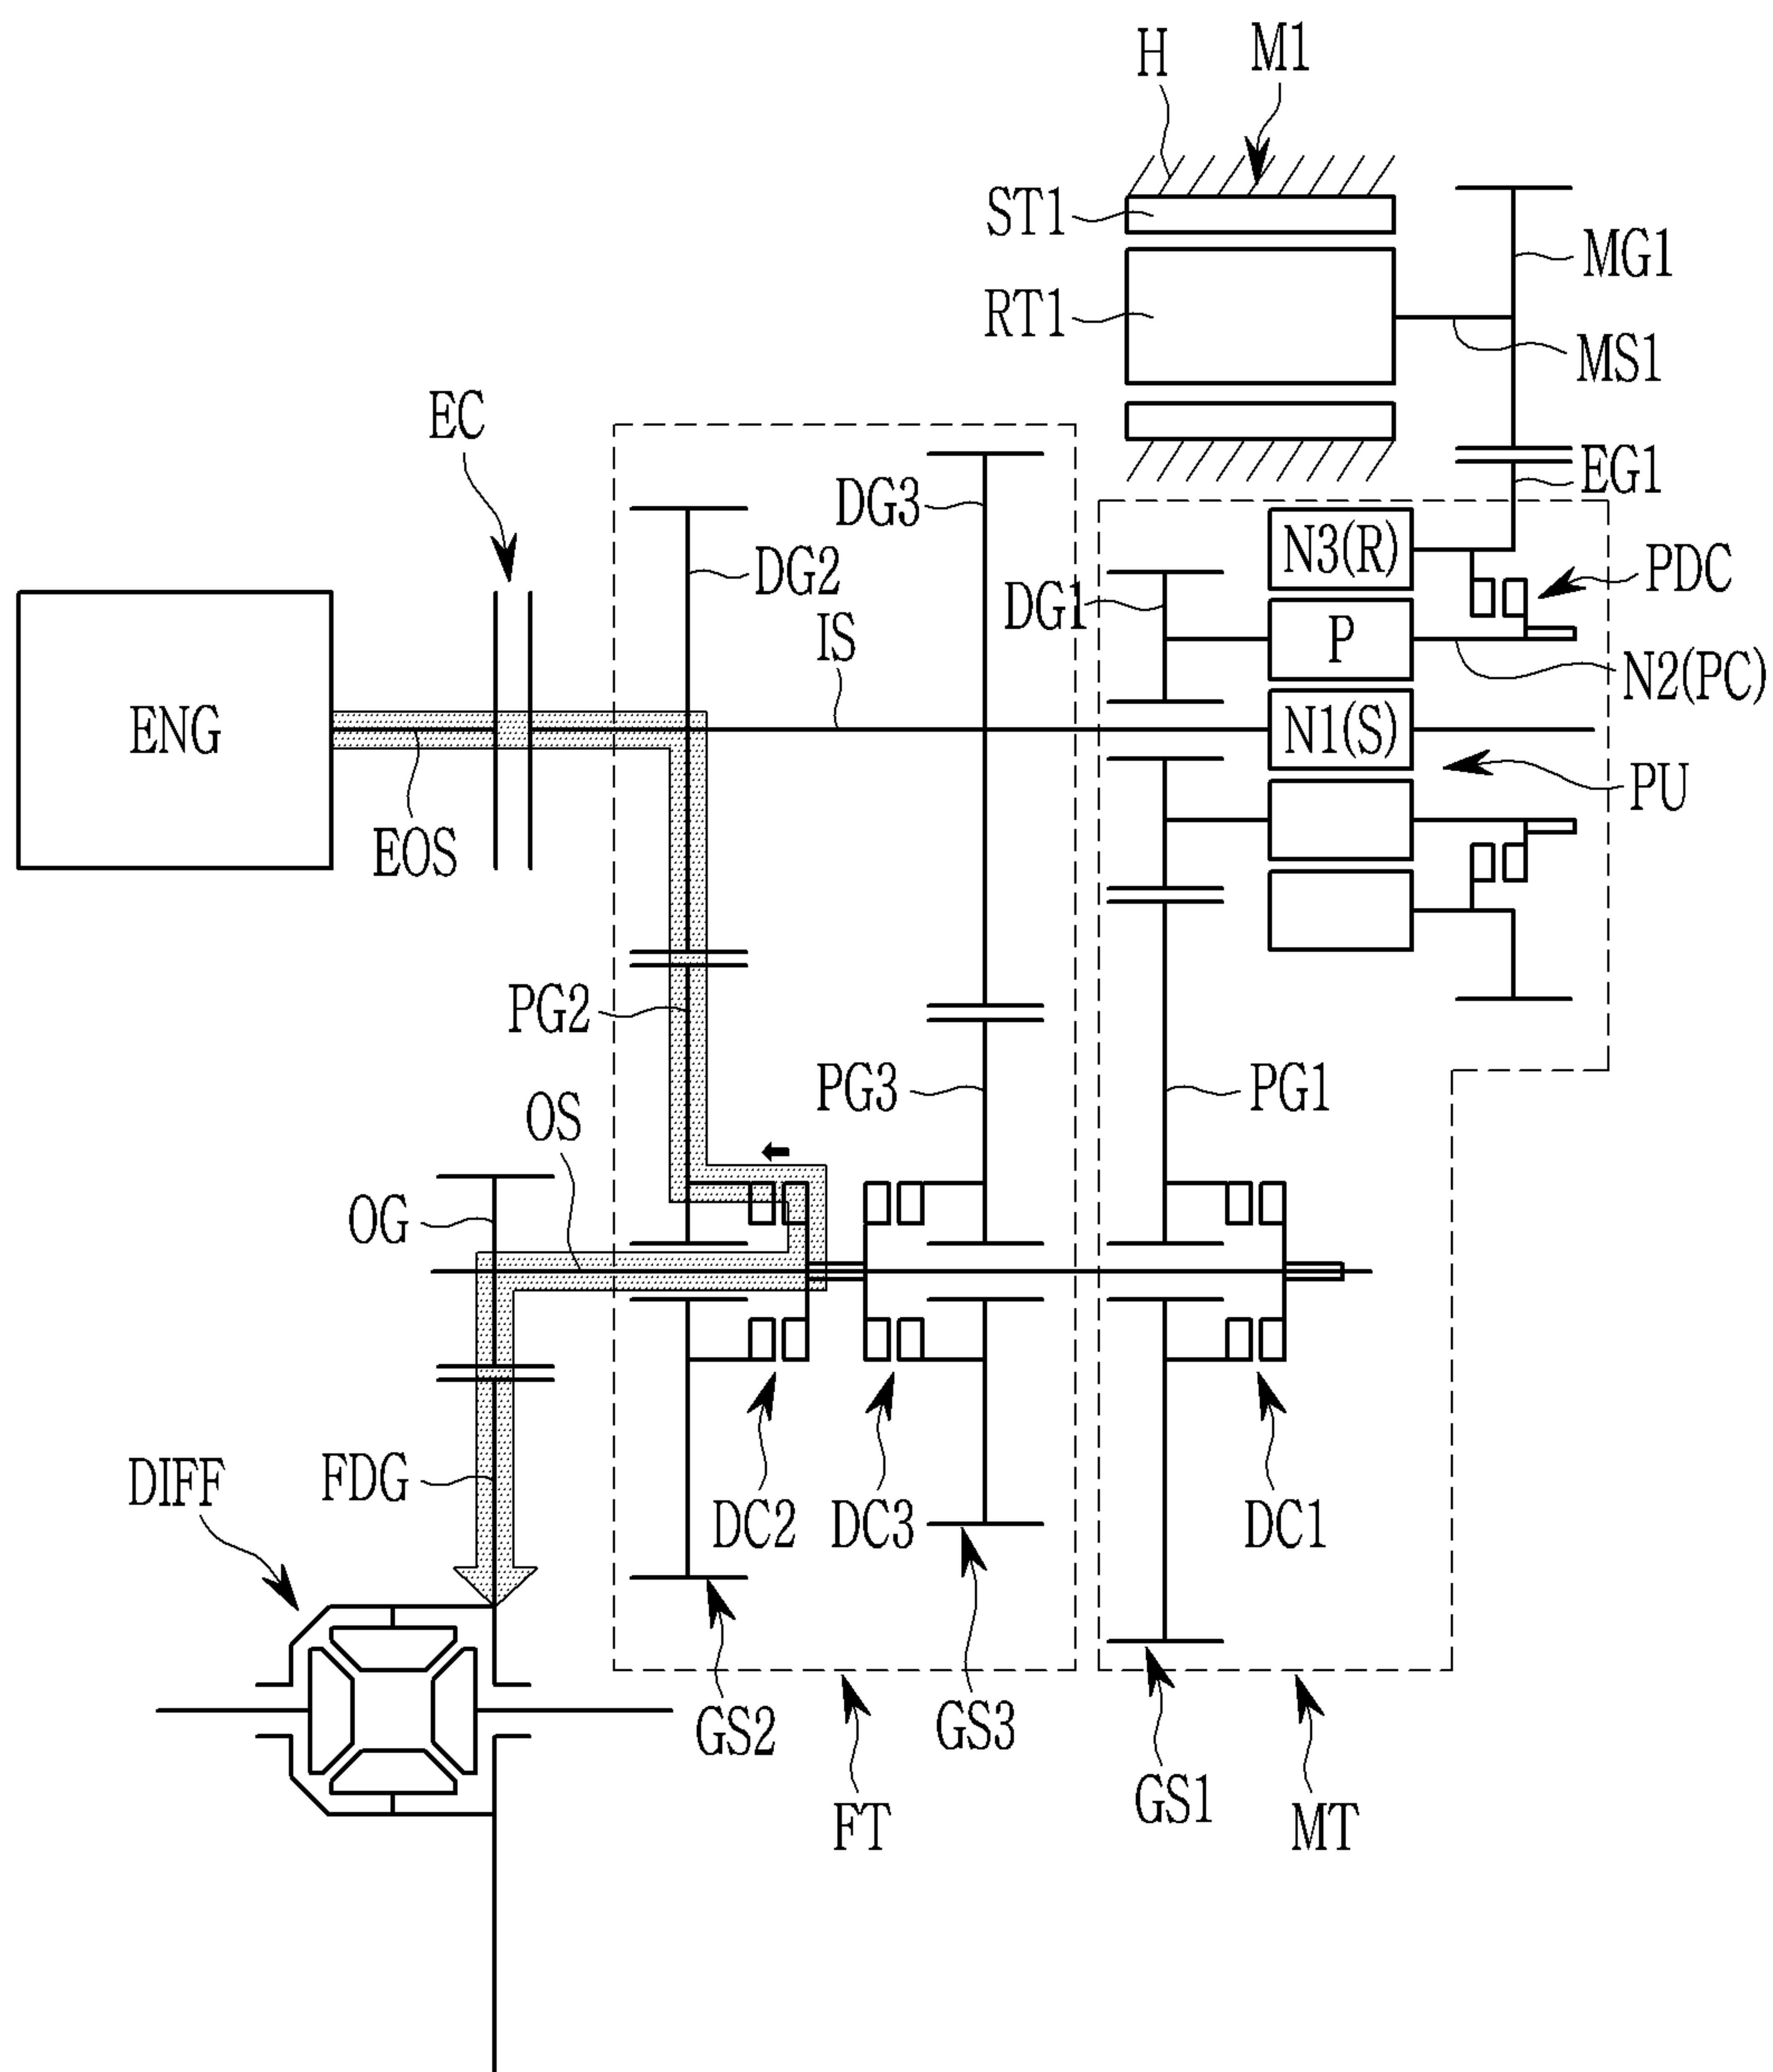 H
M1
ST1
MG1
RT1
MS1
EC
DG3
EG1
N3(R)
DG2
PDC
DG1
P
IS
N2(PC)
ENG
N1(S)
PU
EOS
PG2
PG3
PG1
OS
OG
DIFF
FDG
DC2
DC3
DC1
GS2
GS3
GS1
FT
MT